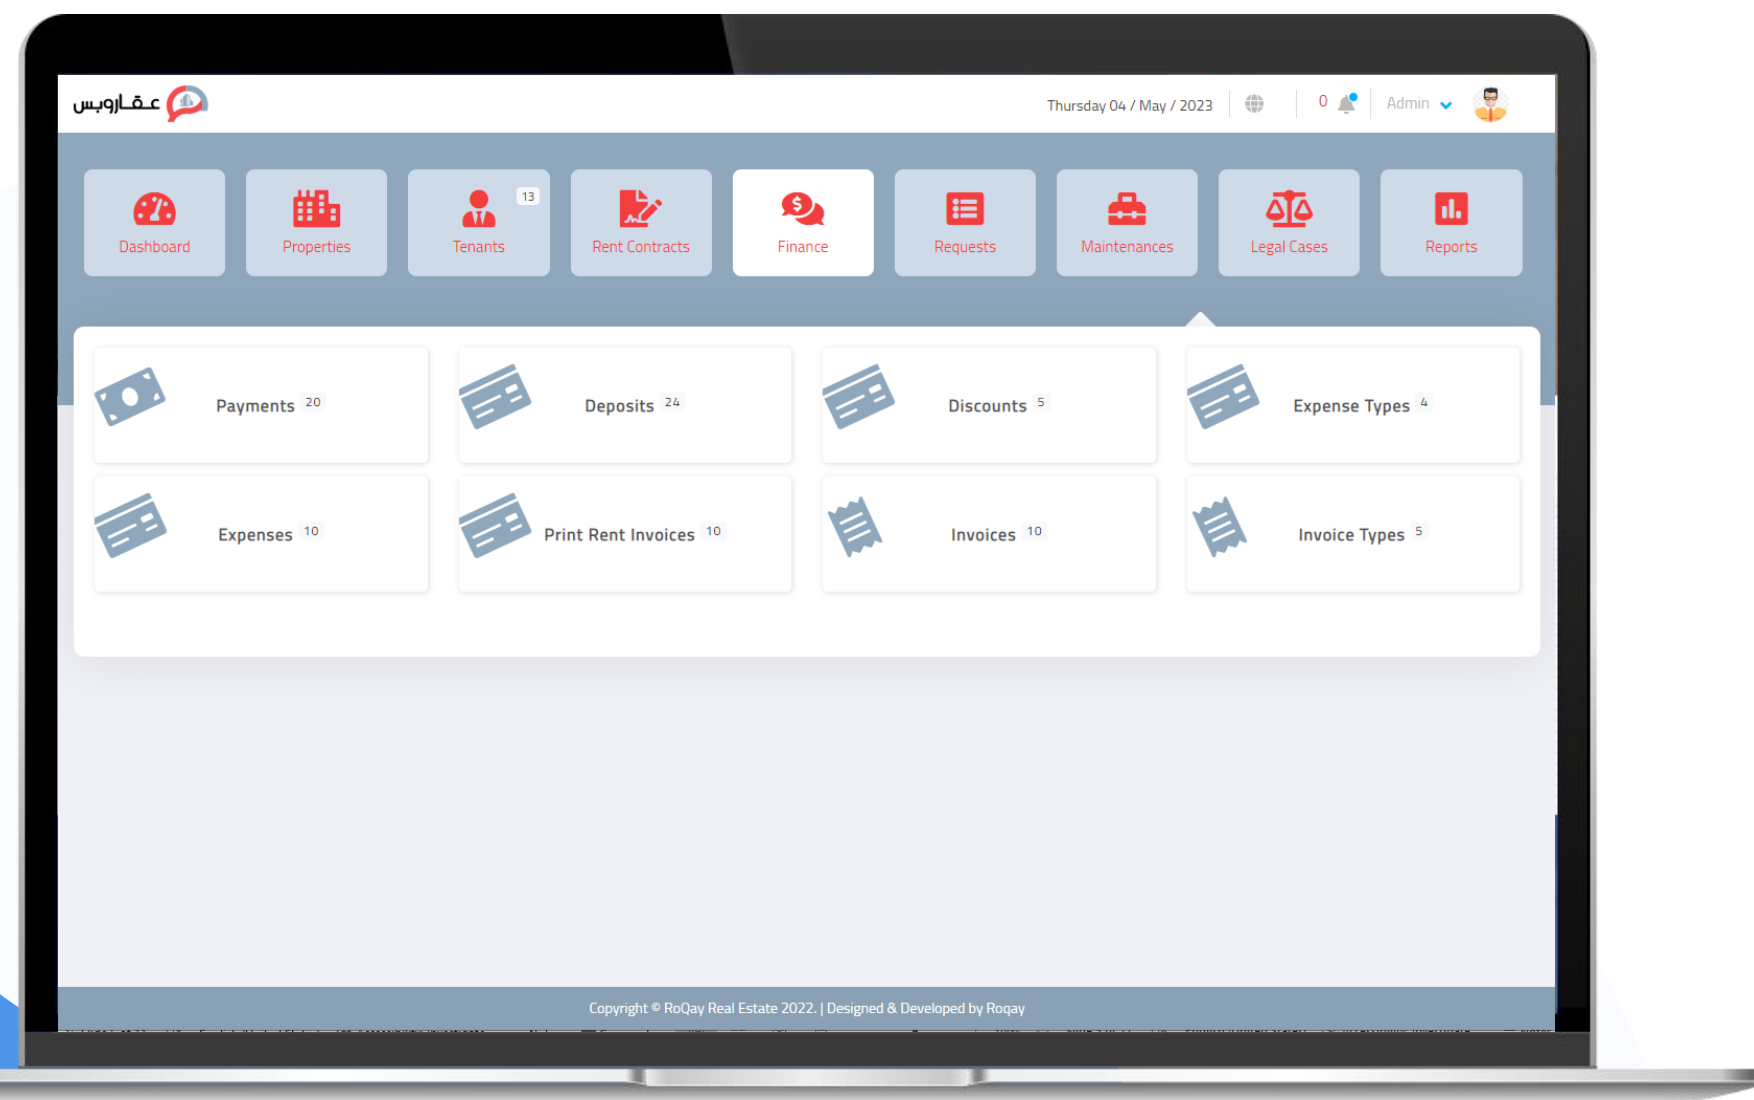 عقاروبس
Thursday 04 / May / 2023
0
Admin
Dashboard
Properties
Tenants 13
Rent Contracts
Finance
Requests
Maintenances
Legal Cases
Reports
Payments 20
Deposits 24
Discounts 5
Expense Types 4
Expenses 10
Print Rent Invoices 10
Invoices 10
Invoice Types 5
Copyright © RoQay Real Estate 2022. | Designed & Developed by Roqay